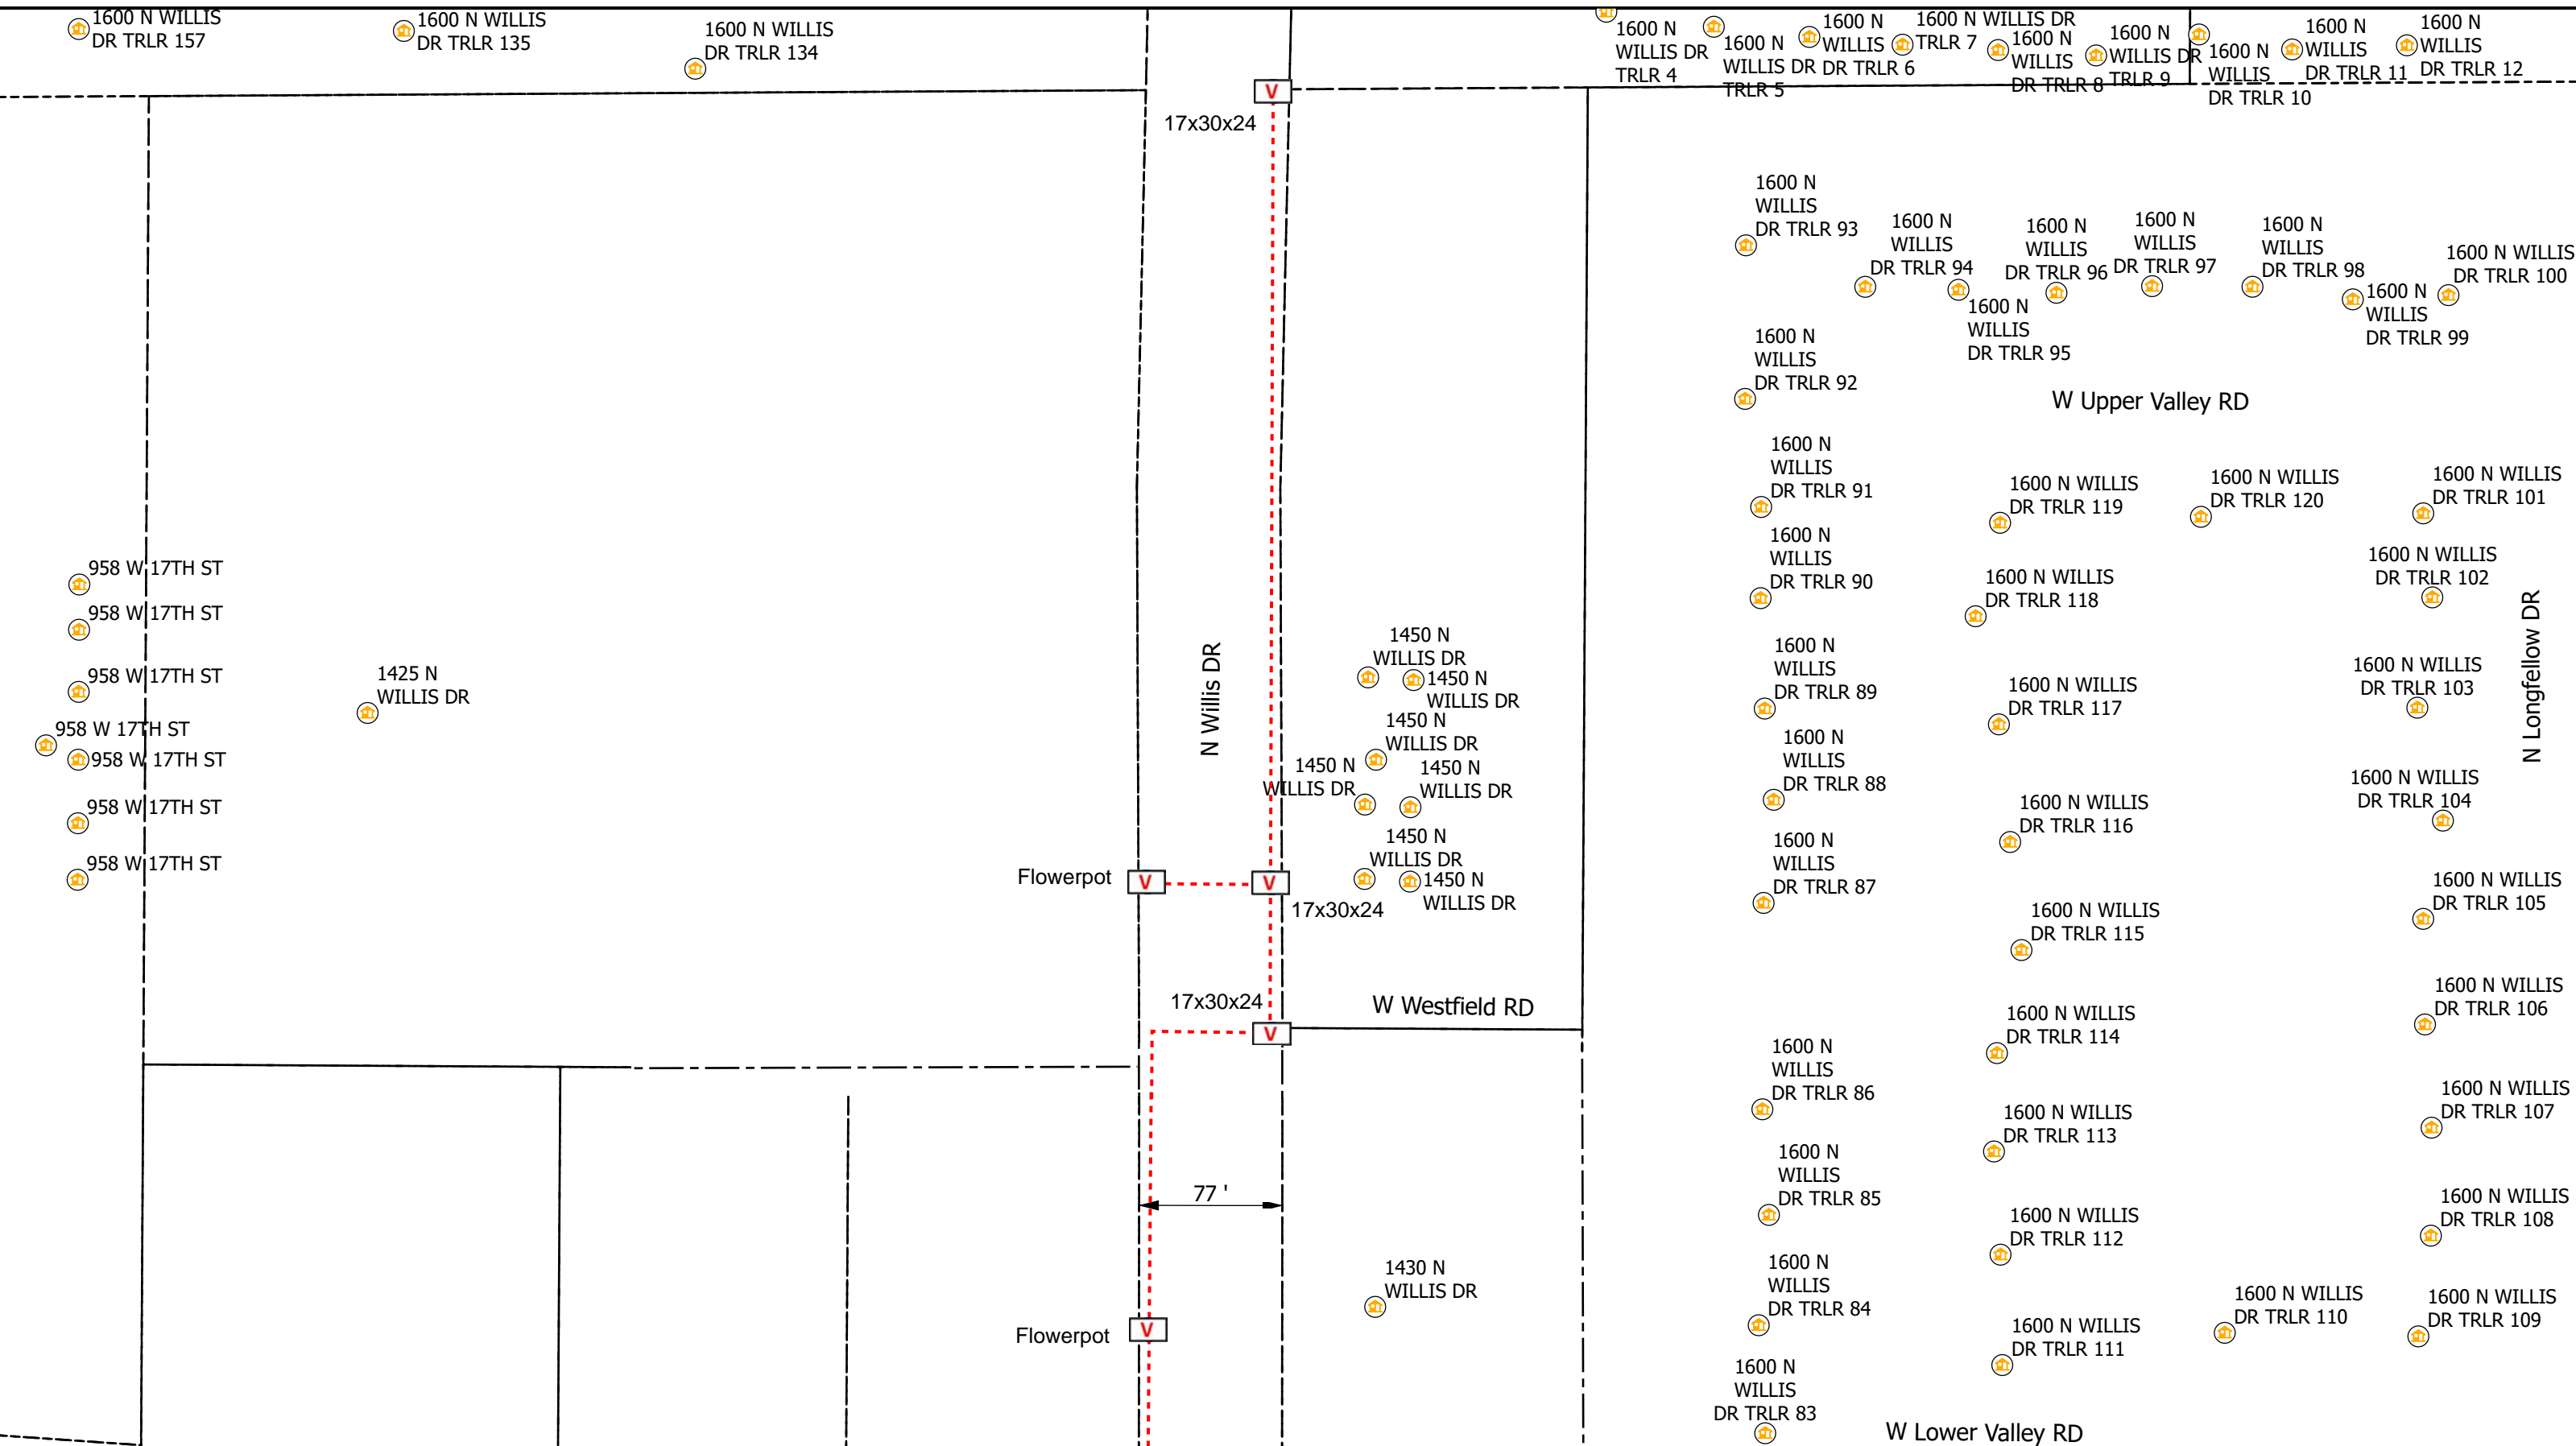 1600 N WILLIS
DR TRLR 157
1600 N WILLIS
DR TRLR 135
1600 N WILLIS
DR TRLR 134
1600 N
WILLIS DR
TRLR 4
1600 N
WILLIS DR
TRLR 5
1600 N
WILLIS
DR TRLR 6
1600 N WILLIS DR
TRLR 7
1600 N
WILLIS
DR TRLR 8
1600 N
WILLIS DR
TRLR 9
1600 N
WILLIS
DR TRLR 10
1600 N
WILLIS
DR TRLR 11
1600 N
WILLIS
DR TRLR 12
V
17x30x24
1600 N
WILLIS
DR TRLR 93
1600 N
WILLIS
DR TRLR 94
1600 N
WILLIS
DR TRLR 95
1600 N
WILLIS
DR TRLR 96
1600 N
WILLIS
DR TRLR 97
1600 N
WILLIS
DR TRLR 98
1600 N
WILLIS
DR TRLR 99
1600 N WILLIS
DR TRLR 100
1600 N
WILLIS
DR TRLR 92
W Upper Valley RD
1600 N
WILLIS
DR TRLR 91
1600 N WILLIS
DR TRLR 119
1600 N WILLIS
DR TRLR 120
1600 N WILLIS
DR TRLR 101
1600 N
WILLIS
DR TRLR 90
1600 N WILLIS
DR TRLR 118
1600 N WILLIS
DR TRLR 102
958 W 17TH ST
958 W 17TH ST
958 W 17TH ST
958 W 17TH ST
958 W 17TH ST
958 W 17TH ST
958 W 17TH ST
1425 N
WILLIS DR
N Willis DR
1450 N
WILLIS DR
1450 N
WILLIS DR
1450 N
WILLIS DR
1450 N
WILLIS DR
1450 N
WILLIS DR
1450 N
WILLIS DR
1450 N
WILLIS DR
1600 N
WILLIS
DR TRLR 89
1600 N WILLIS
DR TRLR 117
1600 N WILLIS
DR TRLR 103
N Longfellow DR
1600 N
WILLIS
DR TRLR 88
1600 N WILLIS
DR TRLR 116
1600 N WILLIS
DR TRLR 104
1600 N
WILLIS
DR TRLR 87
Flowerpot
V
V
17x30x24
1600 N WILLIS
DR TRLR 115
1600 N WILLIS
DR TRLR 105
17x30x24
V
W Westfield RD
1600 N WILLIS
DR TRLR 114
1600 N WILLIS
DR TRLR 106
1600 N
WILLIS
DR TRLR 86
1600 N WILLIS
DR TRLR 113
1600 N WILLIS
DR TRLR 107
77 '
1600 N
WILLIS
DR TRLR 85
1600 N WILLIS
DR TRLR 112
1600 N WILLIS
DR TRLR 108
1430 N
WILLIS DR
1600 N
WILLIS
DR TRLR 84
Flowerpot
V
1600 N WILLIS
DR TRLR 111
1600 N WILLIS
DR TRLR 110
1600 N WILLIS
DR TRLR 109
1600 N
WILLIS
DR TRLR 83
W Lower Valley RD